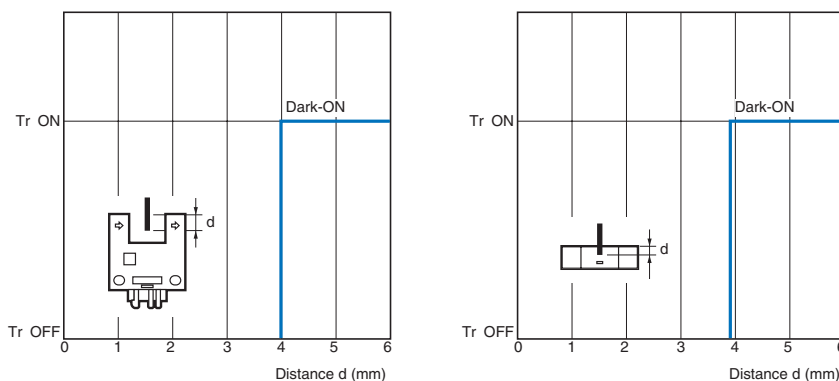 Dark-ON
Tr ON
d
Tr OFF
0 1 2 3 4 5 6
Distance d (mm)
Dark-ON
Tr ON
d
Tr OFF
0 1 2 3 4 5 6
Distance d (mm)